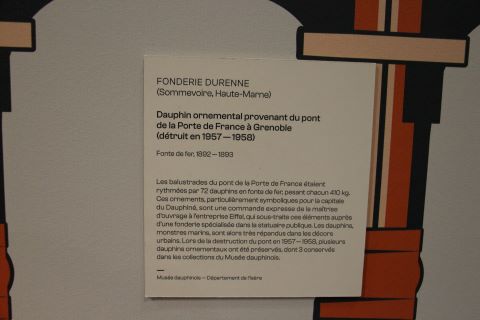 FONDERIE DURENNE
(Sommevoire, Haute-Marne)
Dauphin ornemental provenant du pont
de la Porte de France à Grenoble
(détruit en 1957 — 1958)
Fonte de fer, 1892 — 1893
Les balustrades du pont de la Porte de France étaient
rythmées par 72 dauphins en fonte de fer, pesant chacun 410 kg.
Ces ornements, particulièrement symboliques pour la capitale
du Dauphiné, sont une commande expresse de la maîtrise
d'ouvrage à l'entreprise Eiffel, qui sous-traite ces éléments auprès
d'une fonderie spécialisée dans la statuaire publique. Les dauphins,
monstres marins, sont alors très répandus dans les décors
urbains. Lors de la destruction du pont en 1957 — 1958, plusieurs
dauphins ornementaux ont été préservés, dont 3 conservés
dans les collections du Musée dauphinois.
—
Musée dauphinois — Département de l'Isère